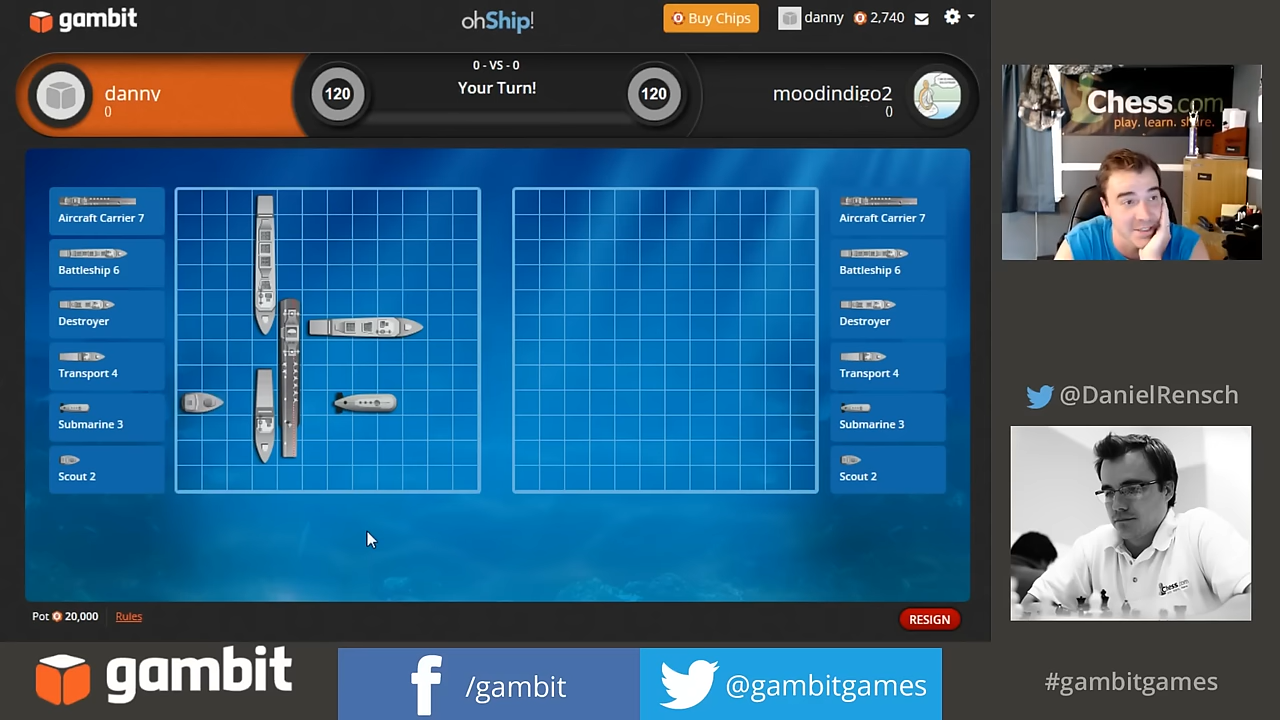 gambit
ohShip!
Buy Chips
danny
2,740
danny
0
120
0 - VS - 0
Your Turn!
120
moodindigo2
0
Aircraft Carrier 7
Battleship 6
Destroyer
Transport 4
Submarine 3
Scout 2
Aircraft Carrier 7
Battleship 6
Destroyer
Transport 4
Submarine 3
Scout 2
Pot 20,000
Rules
RESIGN
Chess.com
play. learn. share.
@DanielRensch
Chess.com
gambit
/gambit
@gambitgames
#gambitgames